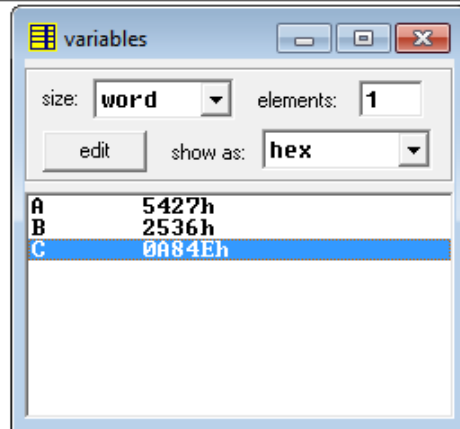 variables
size: word elements: 1
edit show as: hex
A 5427h
B 2536h
C 0A84Eh